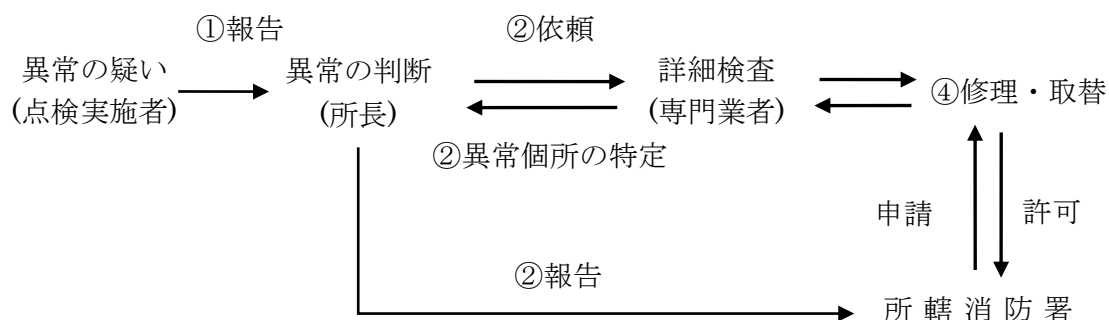 ①報告
②依頼
異常の疑い
(点検実施者)
異常の判断
(所長)
詳細検査
(専門業者)
④修理・取替
②異常個所の特定
申請
許可
②報告
所轄消防署